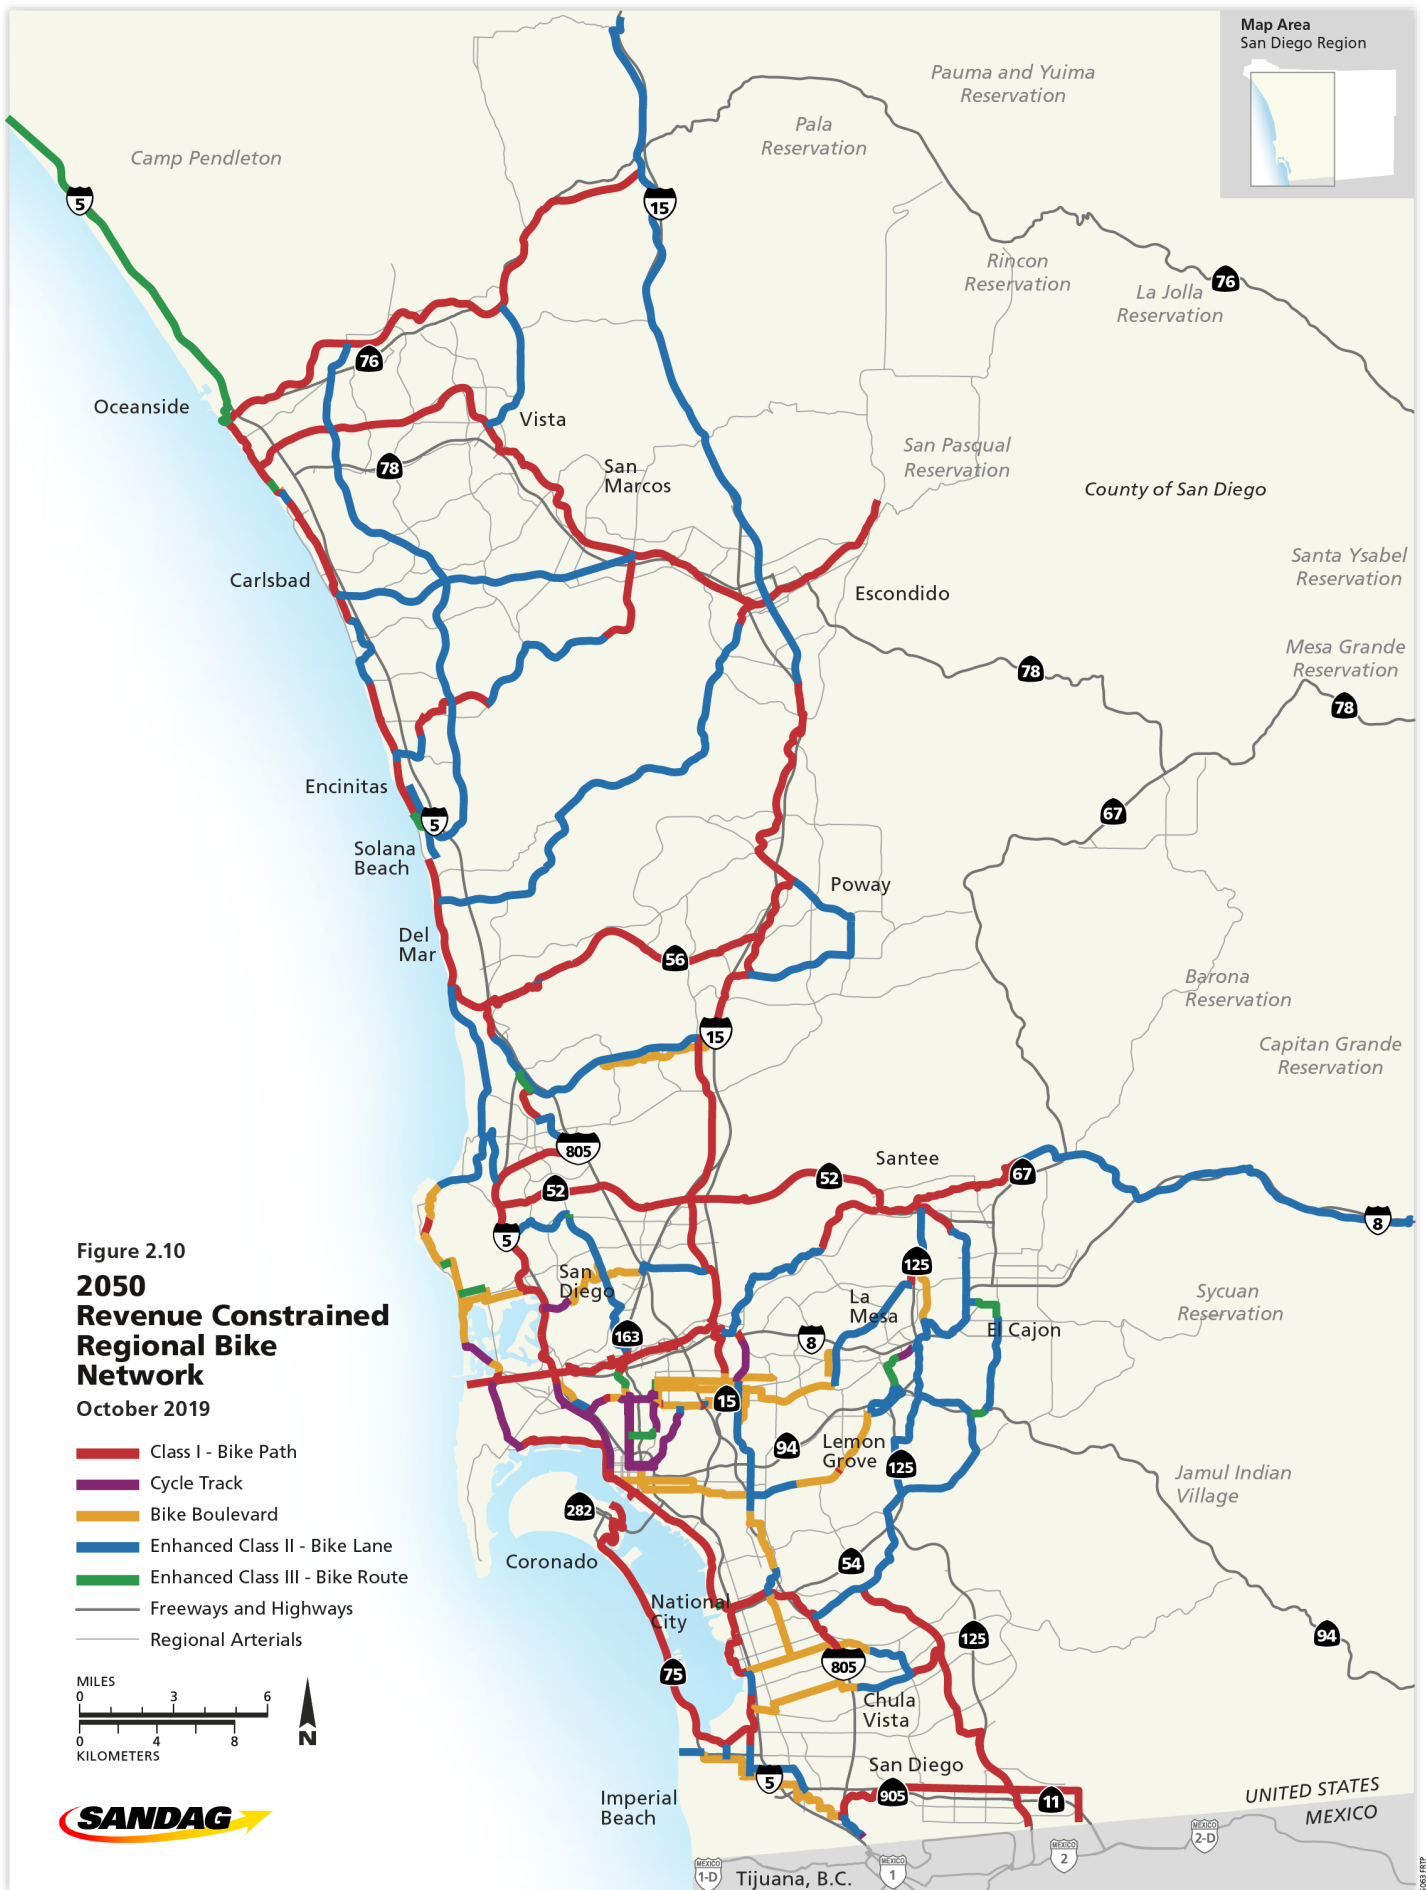 Map Area
San Diego Region
Pauma and Yuima
Reservation
Pala
Reservation
Camp Pendleton
5
15
Rincon
Reservation
La Jolla
Reservation
76
76
Oceanside
Vista
78
San
Marcos
San Pasqual
Reservation
County of San Diego
Santa Ysabel
Reservation
Carlsbad
Escondido
Mesa Grande
Reservation
78
78
Encinitas
5
67
Solana
Beach
Poway
Del
Mar
56
Barona
Reservation
15
Capitan Grande
Reservation
805
Santee
52
52
67
5
8
125
San
Diego
La
Mesa
Sycuan
Reservation
163
8
El Cajon
15
94
Lemon
Grove
125
Jamul Indian
Village
282
Coronado
54
National
City
125
94
805
75
Chula
Vista
San Diego
5
905
11
Imperial
Beach
UNITED STATES
MEXICO
MEXICO
1-D
Tijuana, B.C.
MEXICO
1
MEXICO
2
MEXICO
2-D
Figure 2.10
2050
Revenue Constrained
Regional Bike
Network
October 2019
Class I - Bike Path
Cycle Track
Bike Boulevard
Enhanced Class II - Bike Lane
Enhanced Class III - Bike Route
Freeways and Highways
Regional Arterials
MILES
0 3 6
0 4 8
KILOMETERS
N
SANDAG